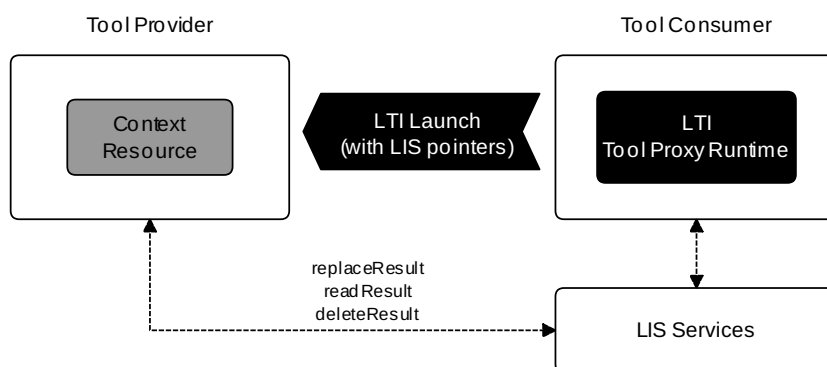 Tool Provider
Tool Consumer
Context
Resource
LTI Launch
(with LIS pointers)
LTI
Tool Proxy Runtime
replaceResult
readResult
deleteResult
LIS Services